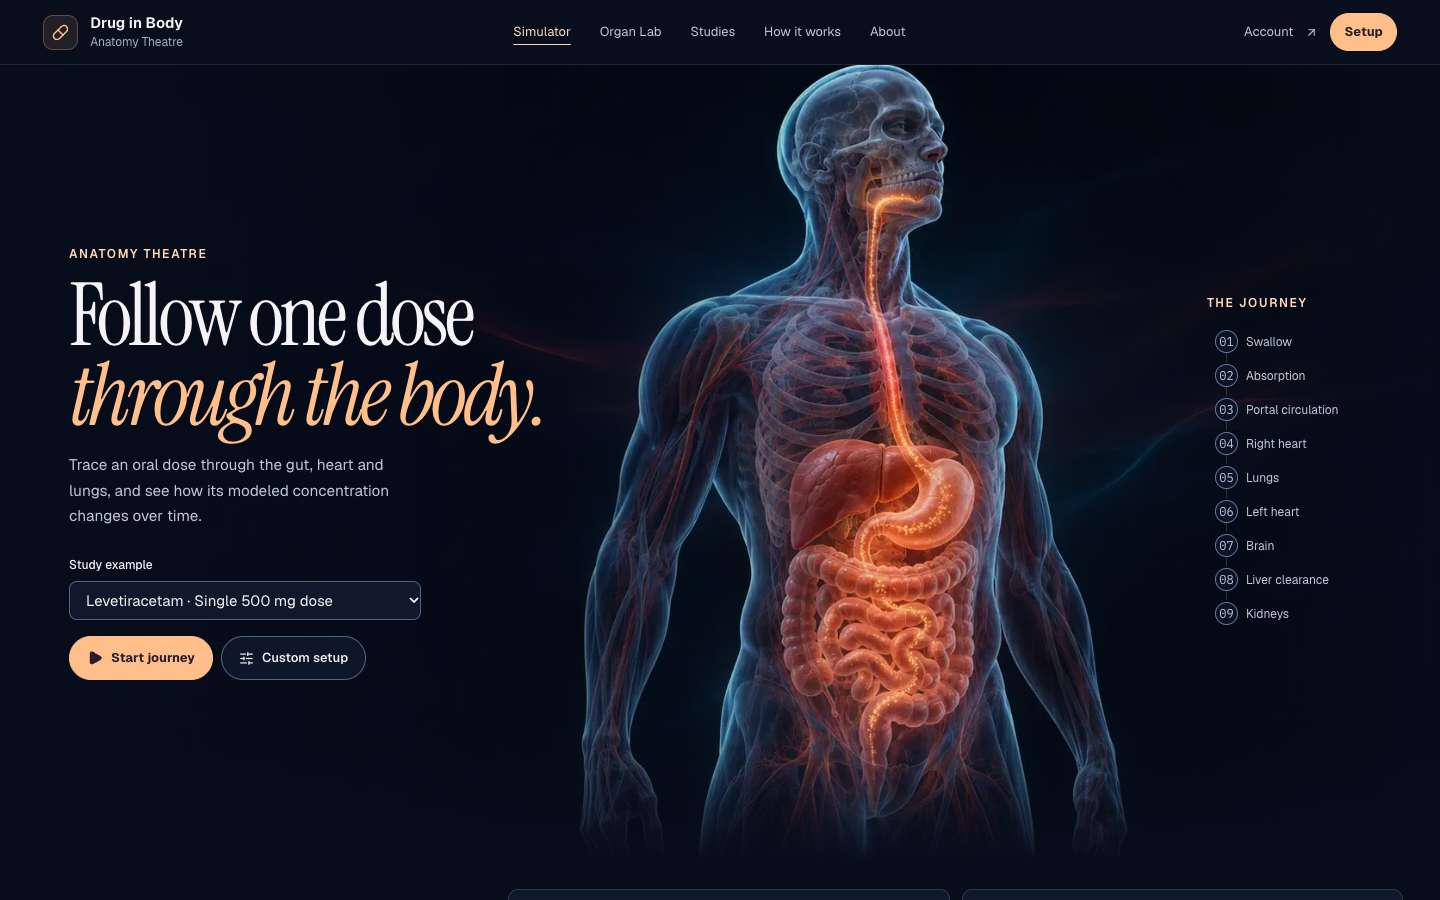 Drug in Body
Anatomy Theatre
Simulator
Organ Lab
Studies
How it works
About
Account
Setup
ANATOMY THEATRE
Follow one dose
through the body.
Trace an oral dose through the gut, heart and
lungs, and see how its modeled concentration
changes over time.
Study example
Levetiracetam · Single 500 mg dose
Start journey
Custom setup
THE JOURNEY
01 Swallow
02 Absorption
03 Portal circulation
04 Right heart
05 Lungs
06 Left heart
07 Brain
08 Liver clearance
09 Kidneys